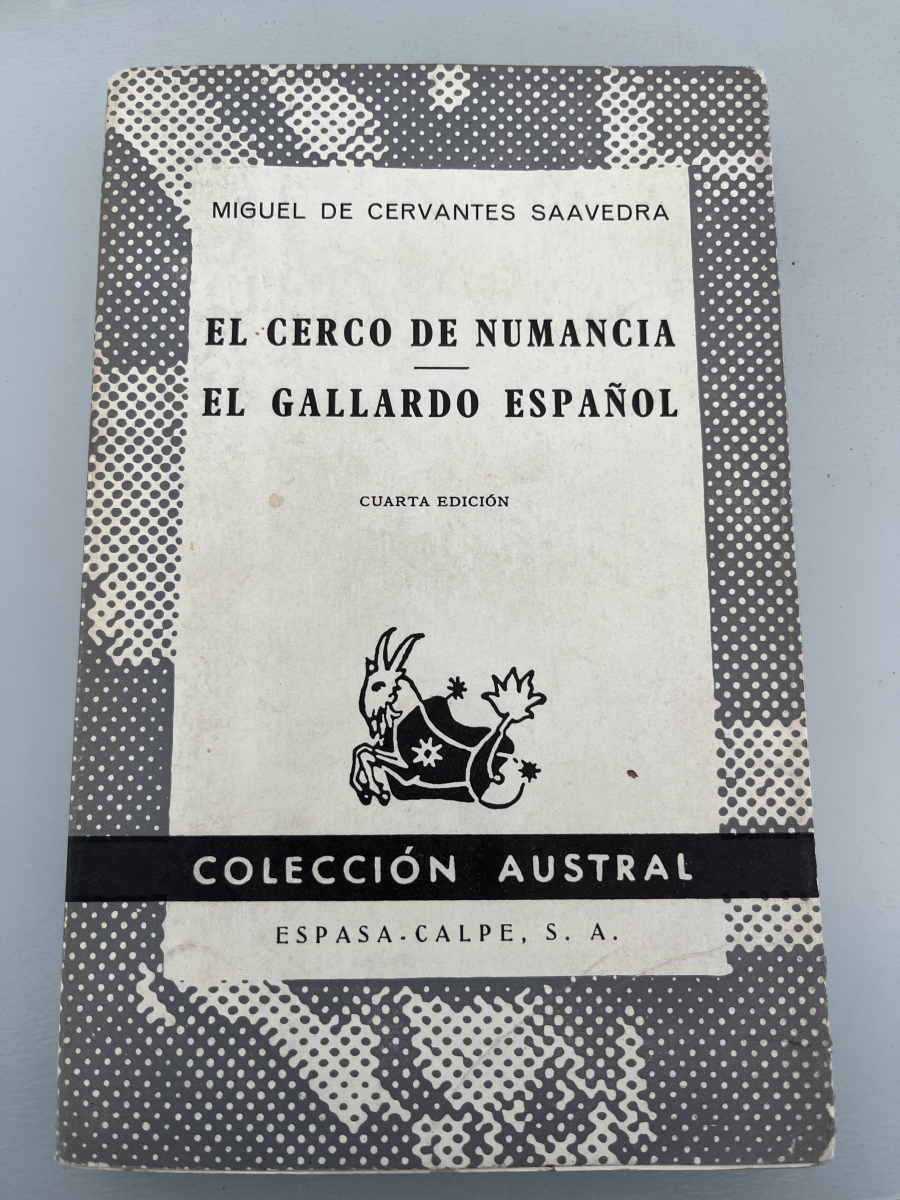 MIGUEL DE CERVANTES SAAVEDRA
EL CERCO DE NUMANCIA
EL GALLARDO ESPAÑOL
CUARTA EDICIÓN
COLECCIÓN AUSTRAL
ESPASA-CALPE, S. A.